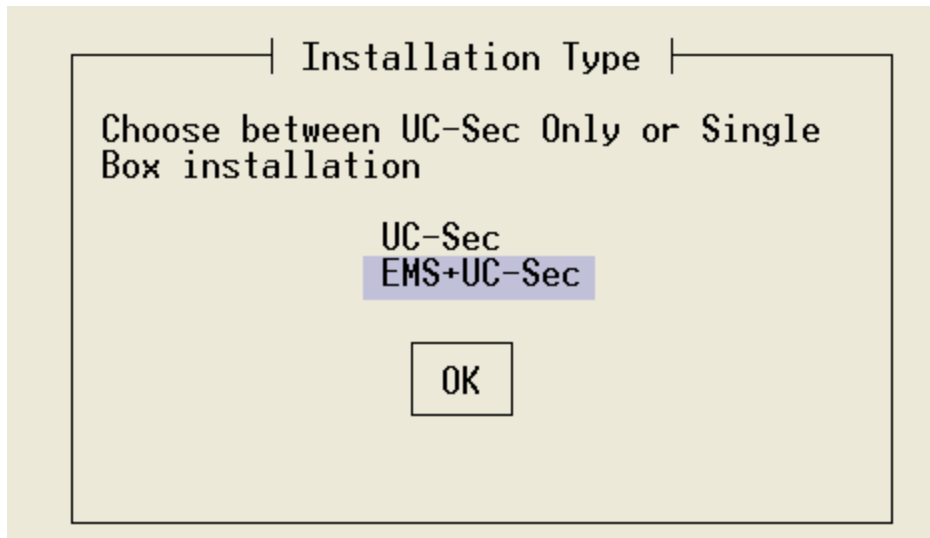 Installation Type
Choose between UC-Sec Only or Single
Box installation
UC-Sec
EMS+UC-Sec
OK